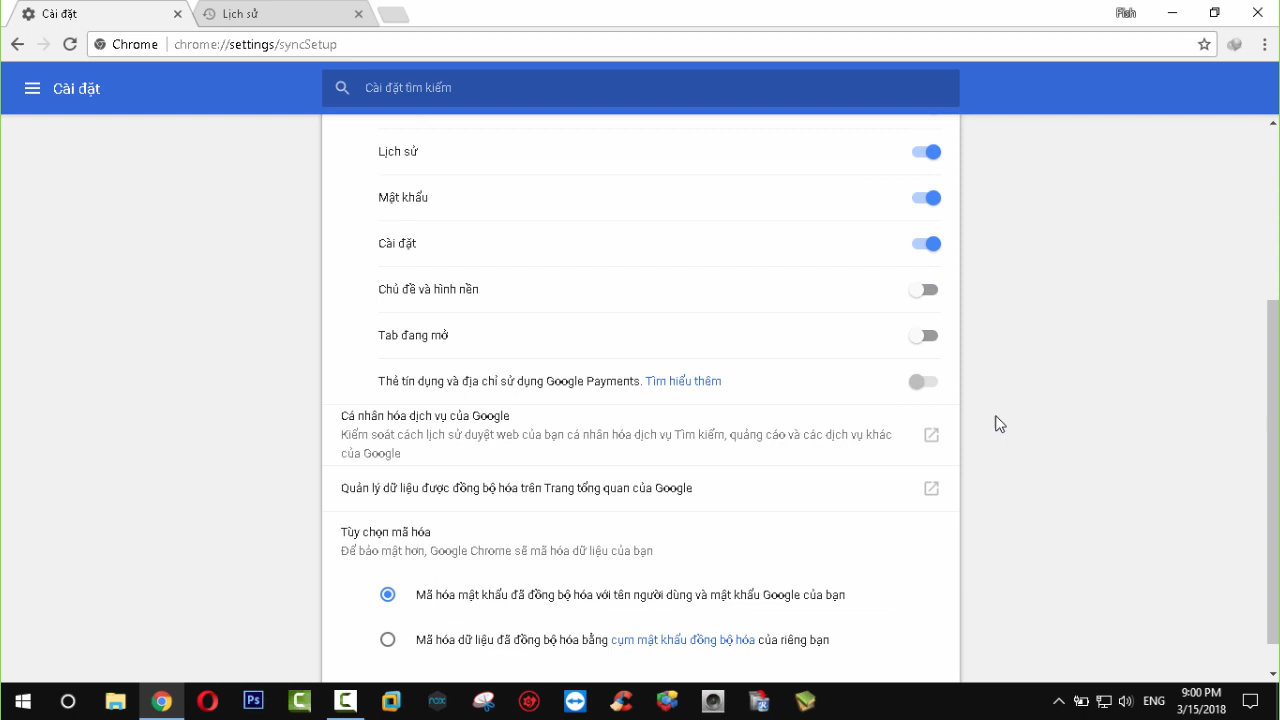 Cài đặt
Lịch sử
Fish
Chrome
chrome://settings/syncSetup
Cài đặt
Cài đặt tìm kiếm
Lịch sử
Mật khẩu
Cài đặt
Chủ đề và hình nền
Tab đang mở
Thẻ tín dụng và địa chỉ sử dụng Google Payments. Tìm hiểu thêm
Cá nhân hóa dịch vụ của Google
Kiểm soát cách lịch sử duyệt web của bạn cá nhân hóa dịch vụ Tìm kiếm, quảng cáo và các dịch vụ khác
của Google
Quản lý dữ liệu được đồng bộ hóa trên Trang tổng quan của Google
Tùy chọn mã hóa
Để bảo mật hơn, Google Chrome sẽ mã hóa dữ liệu của bạn
Mã hóa mật khẩu đã đồng bộ hóa với tên người dùng và mật khẩu Google của bạn
Mã hóa dữ liệu đã đồng bộ hóa bằng cụm mật khẩu đồng bộ hóa của riêng bạn
Ps
nox
ENG
9:00 PM
3/15/2018